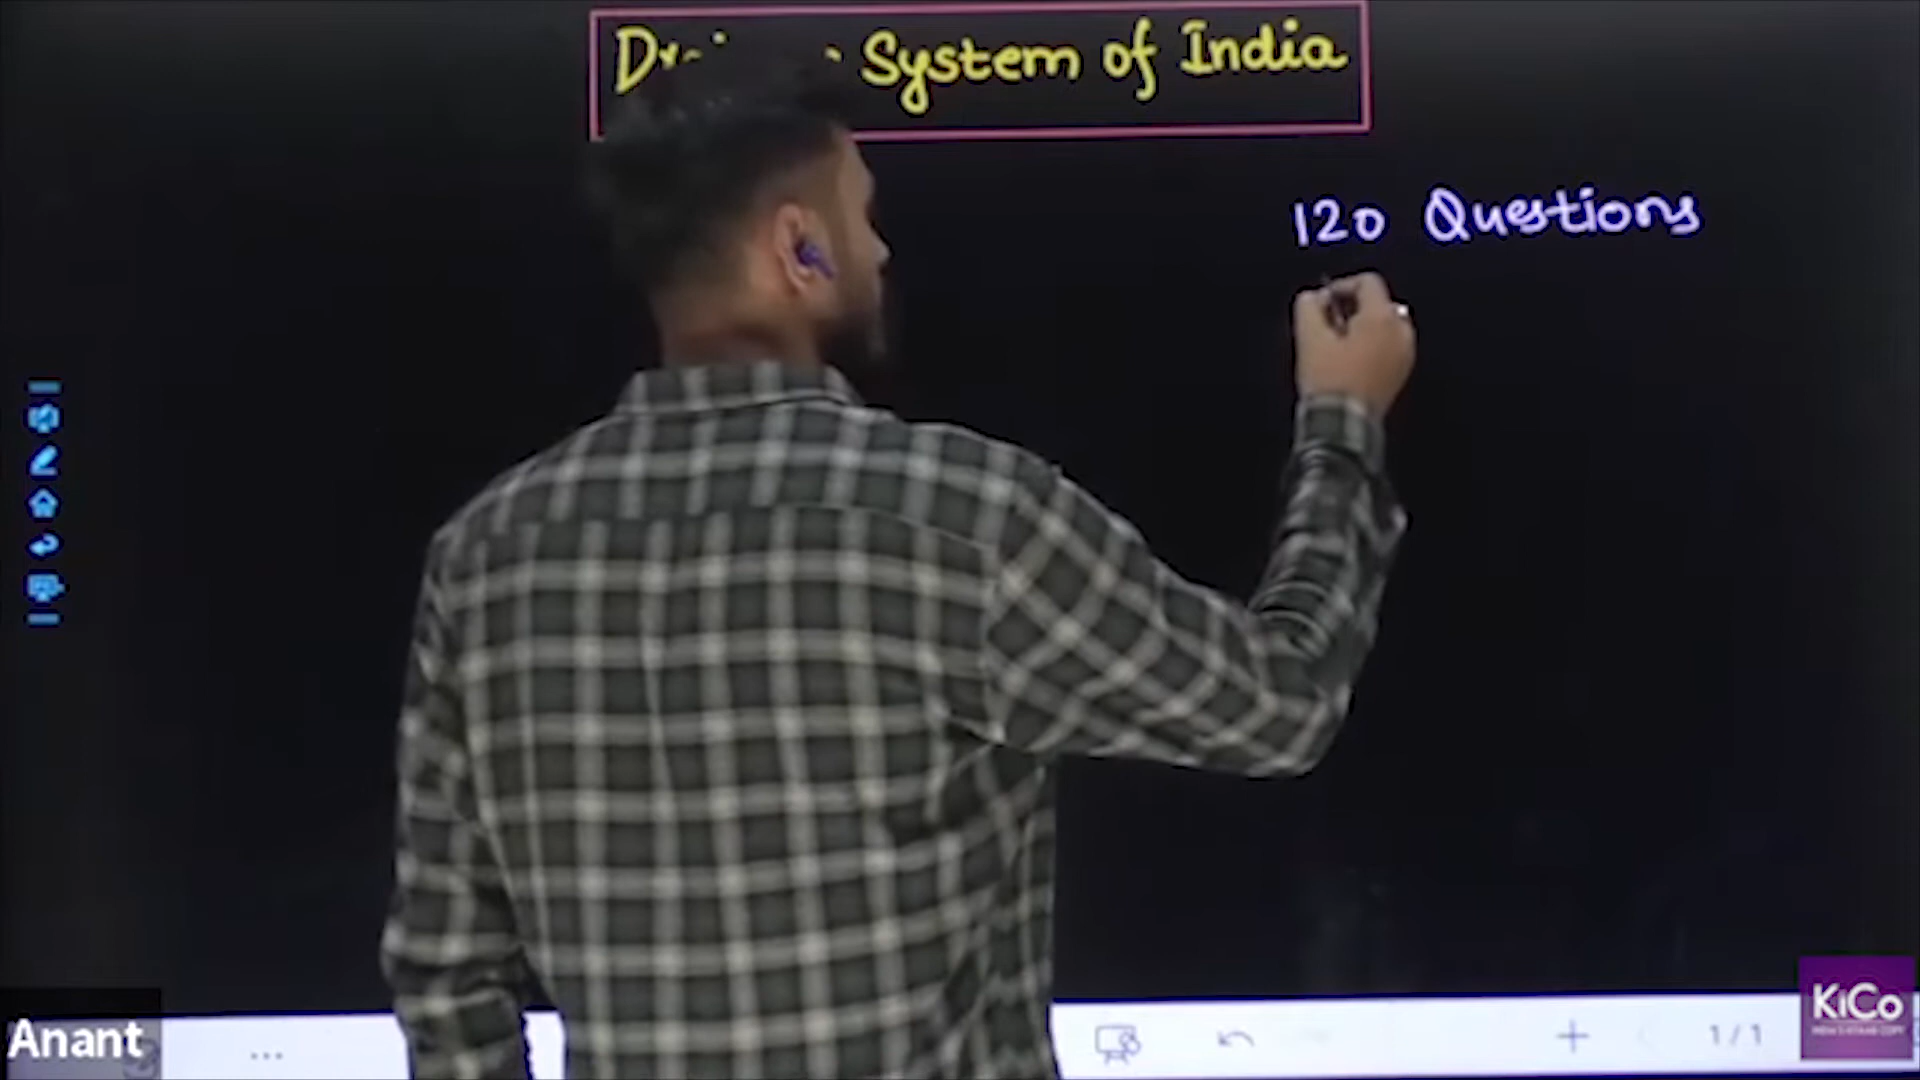 System of India
120 Questions
Anant
...
1/1
KiCo